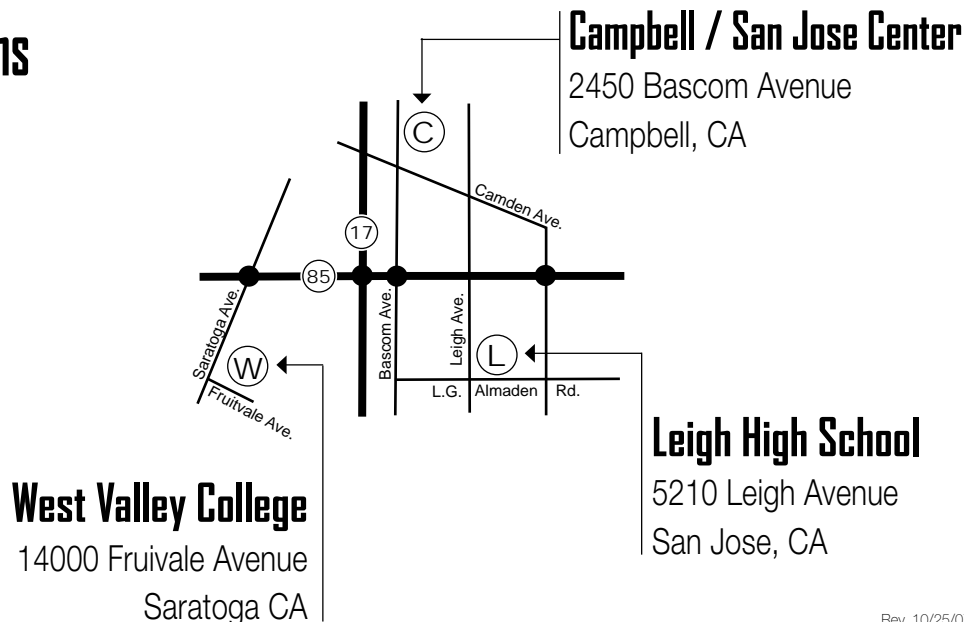 Campbell / San Jose Center
2450 Bascom Avenue
Campbell, CA
C
Camden Ave.
17
85
Saratoga Ave.
Bascom Ave.
Leigh Ave.
W
L
L.G. Almaden Rd.
Fruitvale Ave.
Leigh High School
5210 Leigh Avenue
San Jose, CA
West Valley College
14000 Fruivale Avenue
Saratoga CA
Rev.